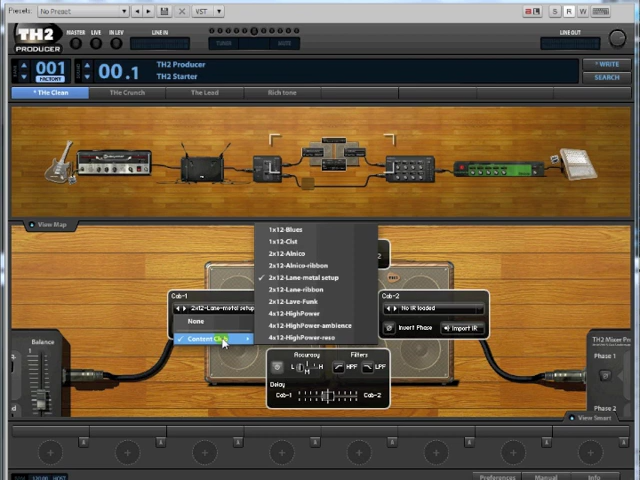 Presets: No Preset VST S R W
TH2
PRODUCER
MASTER LIVE IN LEV LINE IN TUNER MUTE LINE OUT
001
FACTORY
00.1
TH2 Producer
TH2 Starter
* WRITE
SEARCH
* THe Clean THe Crunch The Lead Rich tone
View Map
1x12-Blues
1x12-Clst
2x12-Alnico
2x12-Alnico-ribbon
2x12-Lane-metal setup
2x12-Lane-ribbon
2x12-Lave-Funk
4x12-HighPower
4x12-HighPower-ambience
4x12-HighPower-reso
2
Cab-1
2x12-Lane-metal setup
None
Content
Cab-2
No IR loaded
Invert Phase Import IR
Balance
1
Accuracy Filters
L M H HPF LPF
Delay
Cab-1 Cab-2
TH2 Mixer Pro
Phase 1
Phase 2
View Smart
A A A A A A A A
Preferences Manual Info